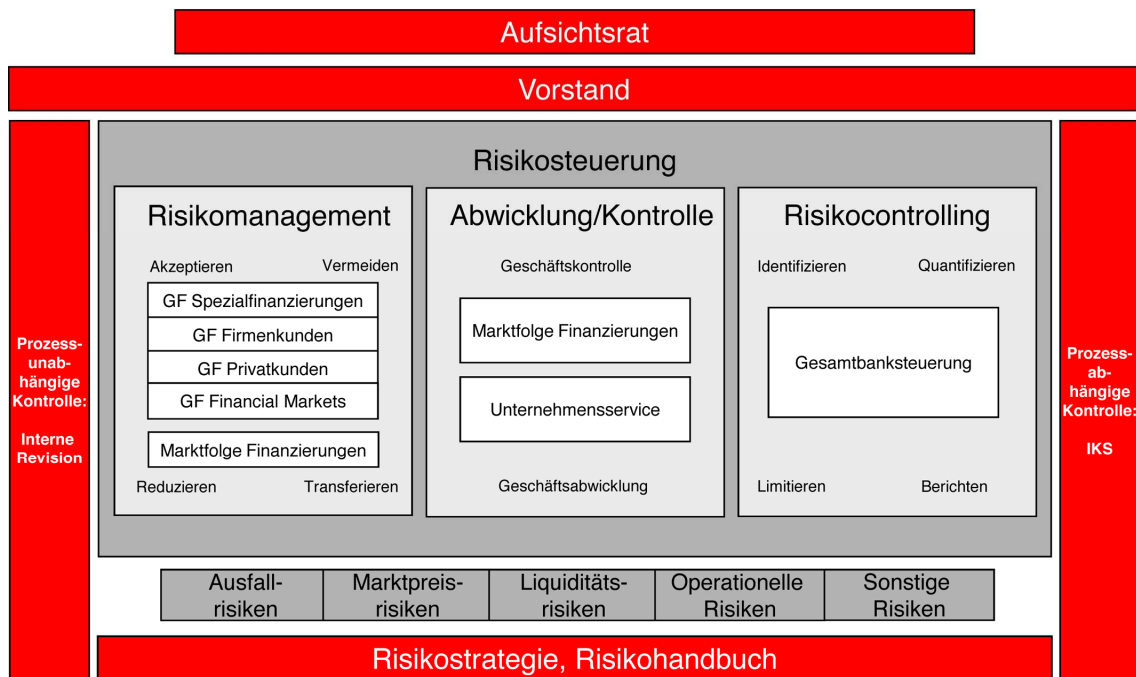 Aufsichtsrat
Vorstand
Prozess-
unab-
hängige
Kontrolle:
Interne
Revision
Risikosteuerung
Risikomanagement
Akzeptieren Vermeiden
GF Spezialfinanzierungen
GF Firmenkunden
GF Privatkunden
GF Financial Markets
Marktfolge Finanzierungen
Reduzieren Transferieren
Abwicklung/Kontrolle
Geschäftskontrolle
Marktfolge Finanzierungen
Unternehmensservice
Geschäftsabwicklung
Risikocontrolling
Identifizieren Quantifizieren
Gesamtbanksteuerung
Limitieren Berichten
Prozess-
ab-
hängige
Kontrolle:
IKS
Ausfall-
risiken
Marktpreis-
risiken
Liquiditäts-
risiken
Operationelle
Risiken
Sonstige
Risiken
Risikostrategie, Risikohandbuch